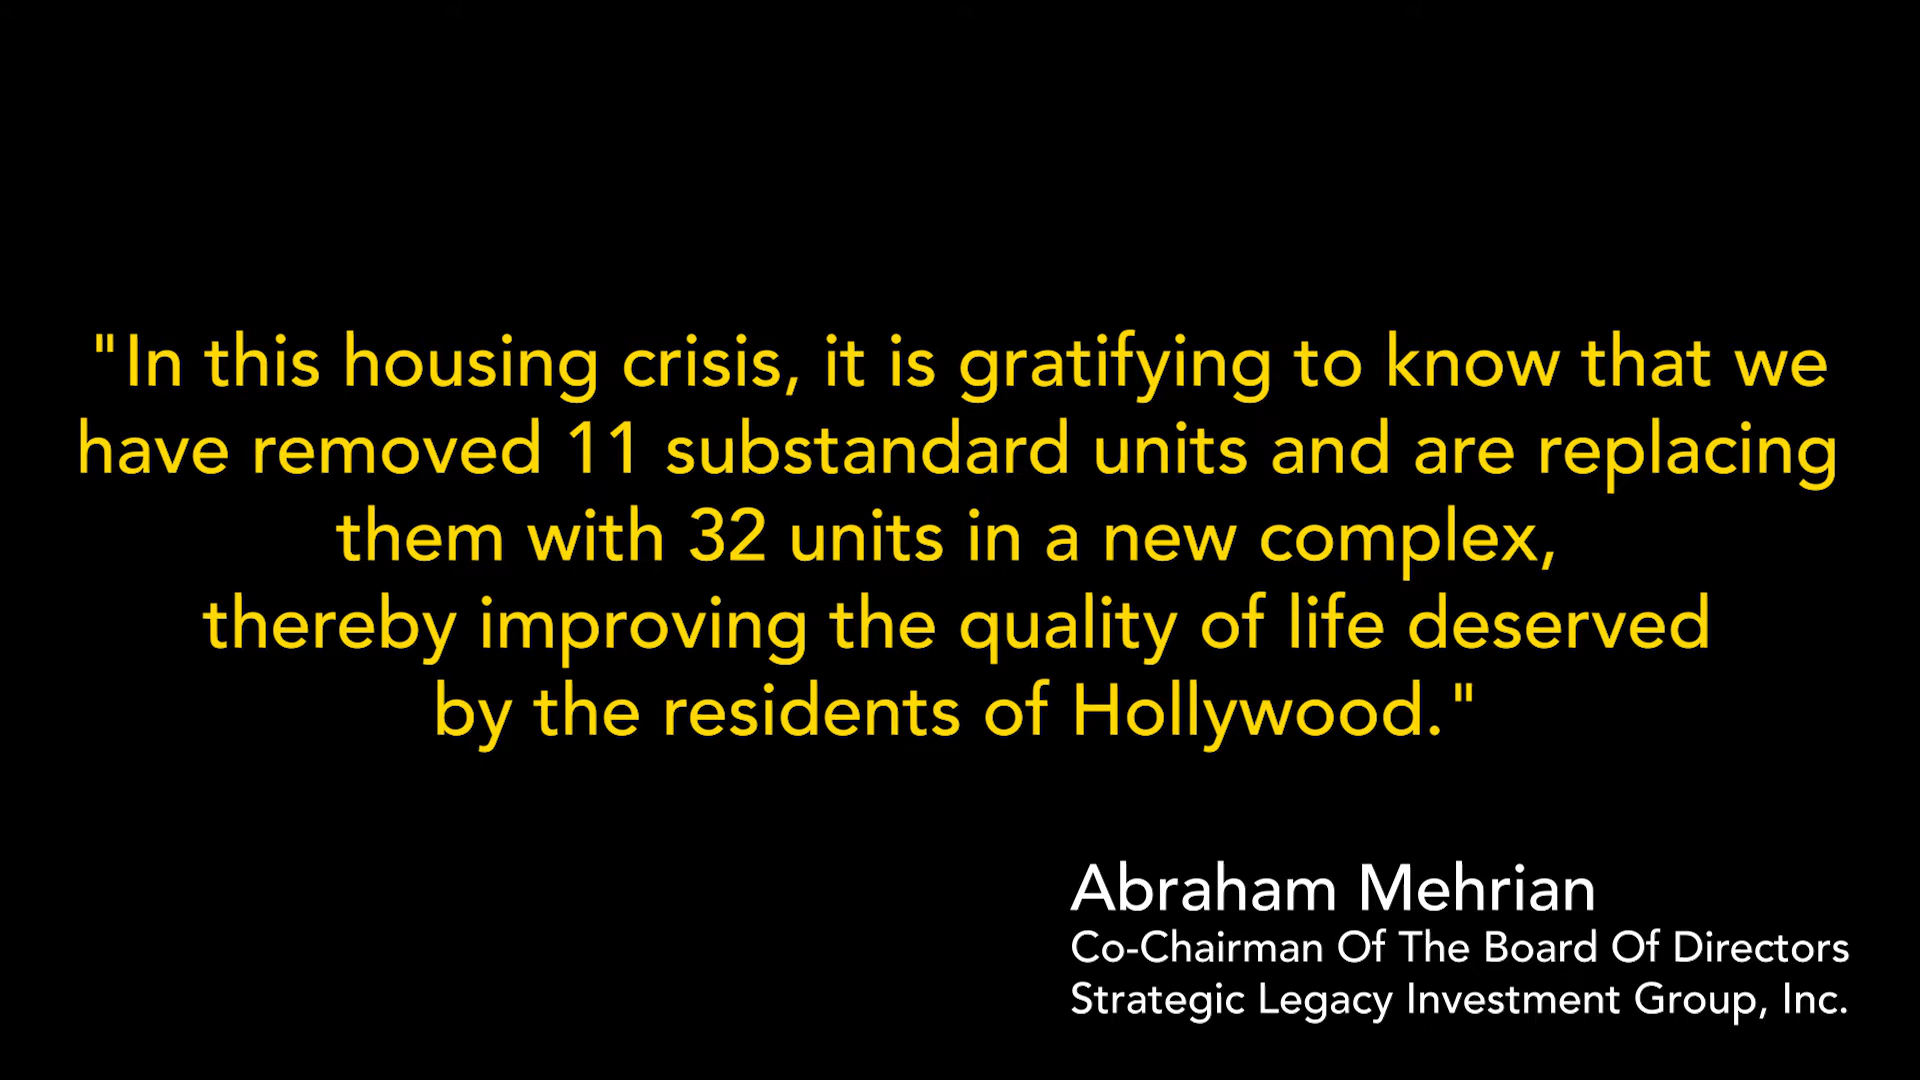 "In this housing crisis, it is gratifying to know that we
have removed 11 substandard units and are replacing
them with 32 units in a new complex,
thereby improving the quality of life deserved
by the residents of Hollywood."
Abraham Mehrian
Co-Chairman Of The Board Of Directors
Strategic Legacy Investment Group, Inc.